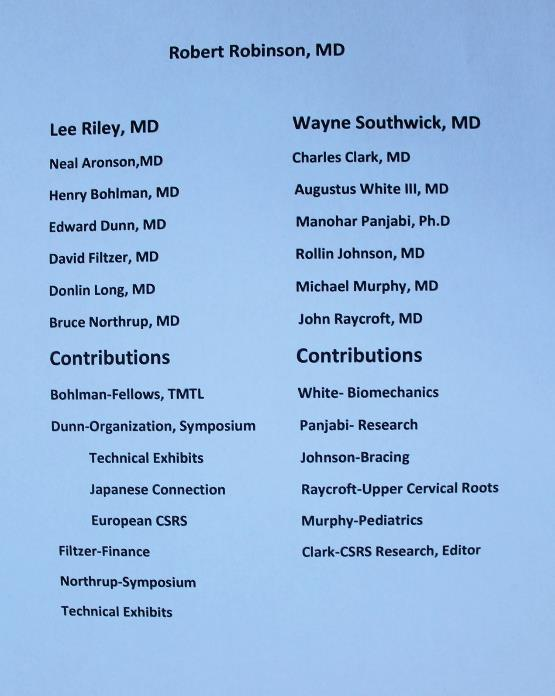 Robert Robinson, MD
Lee Riley, MD
Neal Aronson,MD
Henry Bohlman, MD
Edward Dunn, MD
David Filtzer, MD
Donlin Long, MD
Bruce Northrup, MD
Contributions
Bohlman-Fellows, TMTL
Dunn-Organization, Symposium
Technical Exhibits
Japanese Connection
European CSRS
Filtzer-Finance
Northrup-Symposium
Technical Exhibits
Wayne Southwick, MD
Charles Clark, MD
Augustus White III, MD
Manohar Panjabi, Ph.D
Rollin Johnson, MD
Michael Murphy, MD
John Raycroft, MD
Contributions
White- Biomechanics
Panjabi- Research
Johnson-Bracing
Raycroft-Upper Cervical Roots
Murphy-Pediatrics
Clark-CSRS Research, Editor